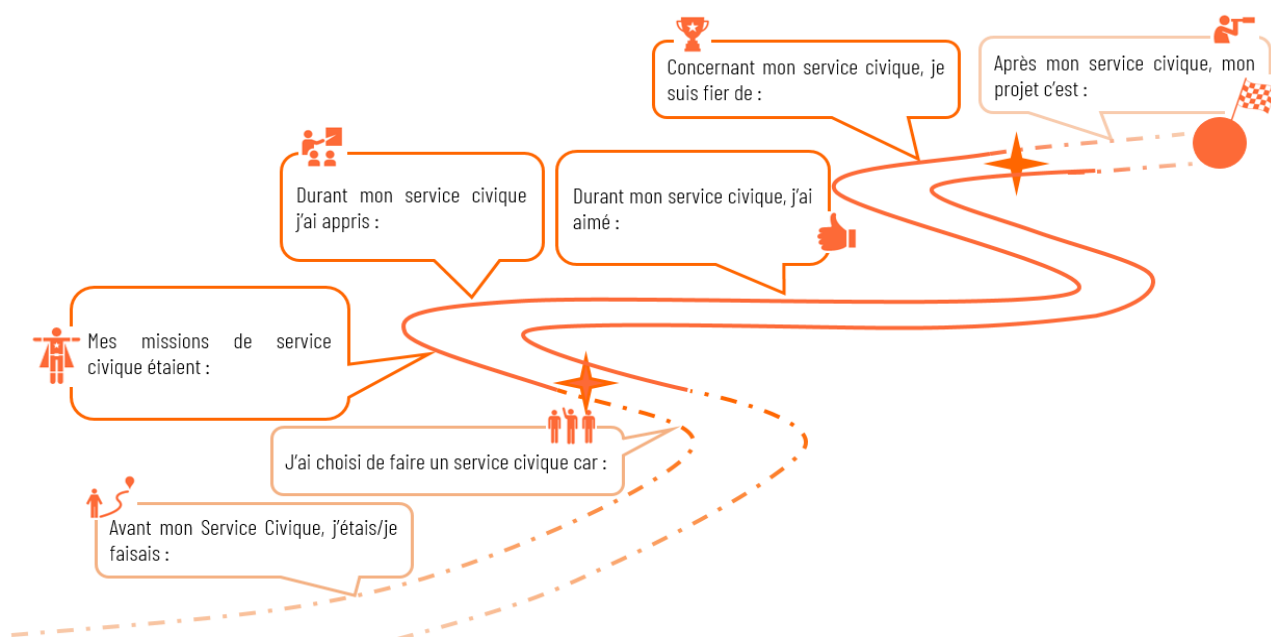 Concernant mon service civique, je
suis fier de :
Après mon service civique, mon
projet c'est :
Durant mon service civique
j'ai appris :
Durant mon service civique, j'ai
aimé :
Mes missions de service
civique étaient :
J'ai choisi de faire un service civique car :
Avant mon Service Civique, j'étais/je
faisais :